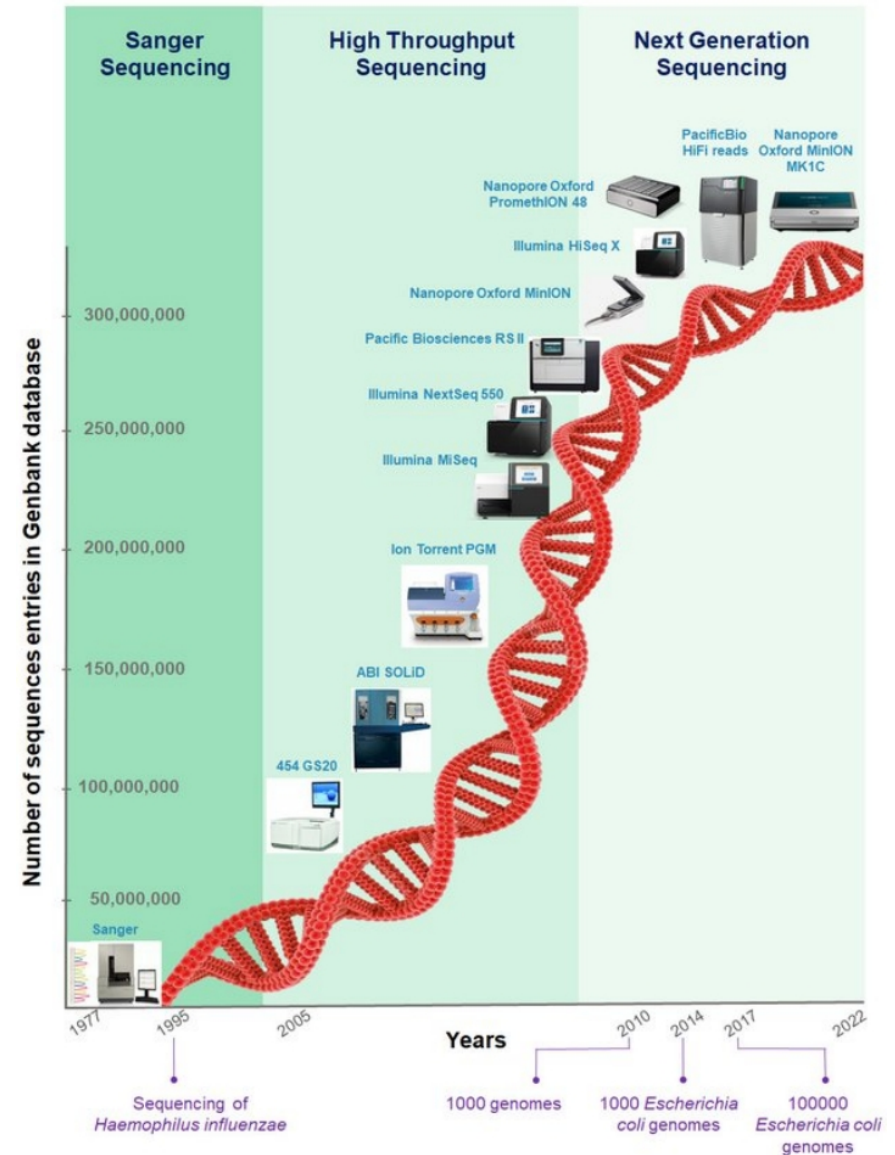 Sanger
Sequencing
High Throughput
Sequencing
Next Generation
Sequencing
PacificBio
HiFi reads
Nanopore
Oxford MinION
MK1C
Nanopore Oxford
PromethION 48
Illumina HiSeq X
Nanopore Oxford MinION
Pacific Biosciences RS II
Illumina NextSeq 550
Illumina MiSeq
Ion Torrent PGM
ABI SOLiD
454 GS20
Sanger
Number of sequences entries in Genbank database
300,000,000
250,000,000
200,000,000
150,000,000
100,000,000
50,000,000
1977
1995
2005
2010
2014
2017
2022
Years
Sequencing of
Haemophilus influenzae
1000 genomes
1000 Escherichia
coli genomes
100000
Escherichia coli
genomes